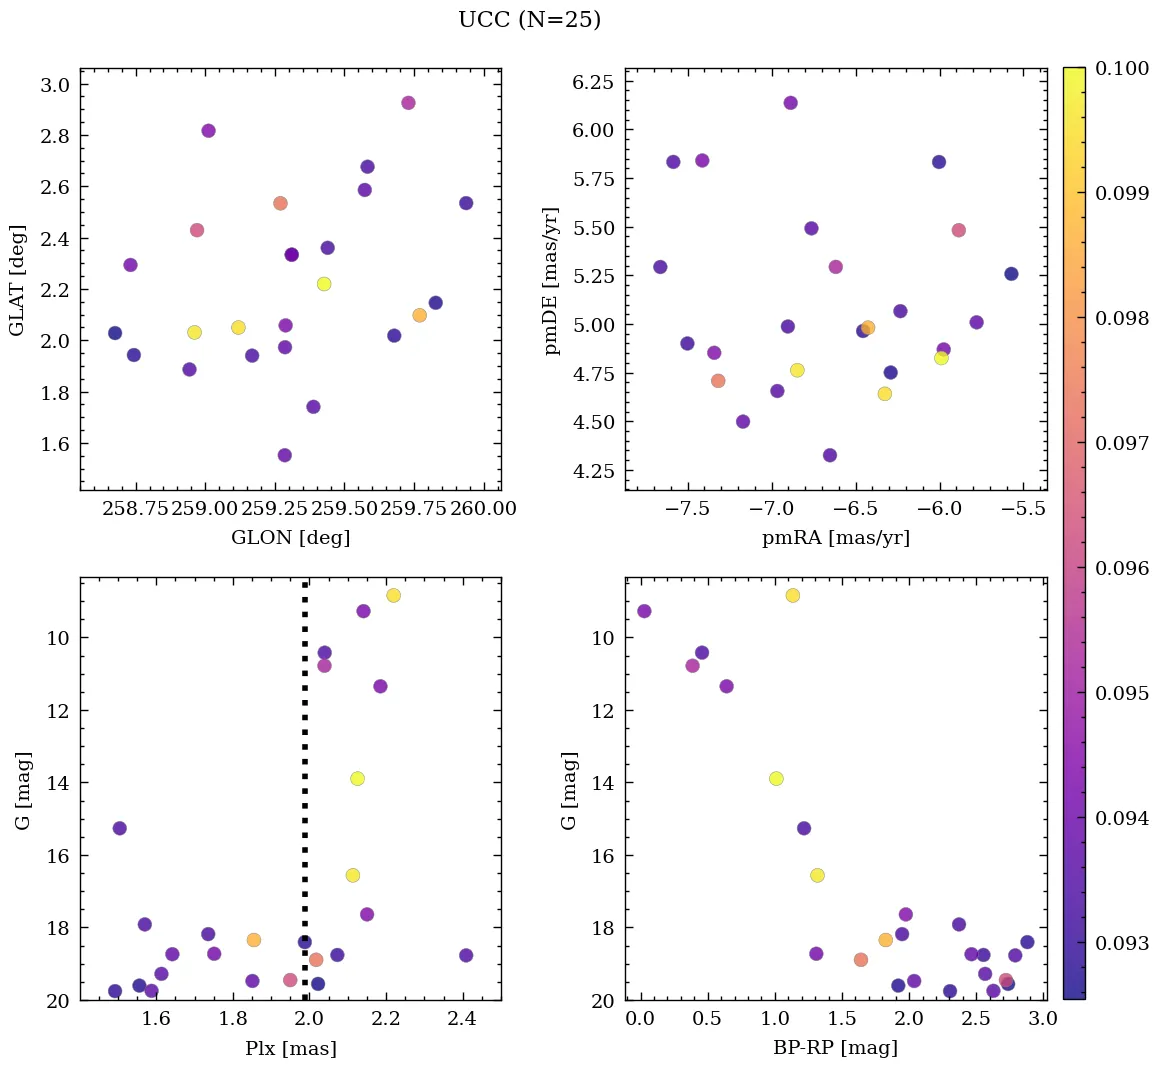 UCC (N=25)
3.0
2.8
2.6
2.4
2.2
2.0
1.8
1.6
GLAT [deg]
258.75 259.00 259.25 259.50 259.75 260.00
GLON [deg]
6.25
6.00
5.75
5.50
5.25
5.00
4.75
4.50
4.25
pmDE [mas/yr]
−7.5 −7.0 −6.5 −6.0 −5.5
pmRA [mas/yr]
10
12
14
16
18
20
G [mag]
1.6 1.8 2.0 2.2 2.4
Plx [mas]
10
12
14
16
18
20
G [mag]
0.0 0.5 1.0 1.5 2.0 2.5 3.0
BP-RP [mag]
0.100
0.099
0.098
0.097
0.096
0.095
0.094
0.093